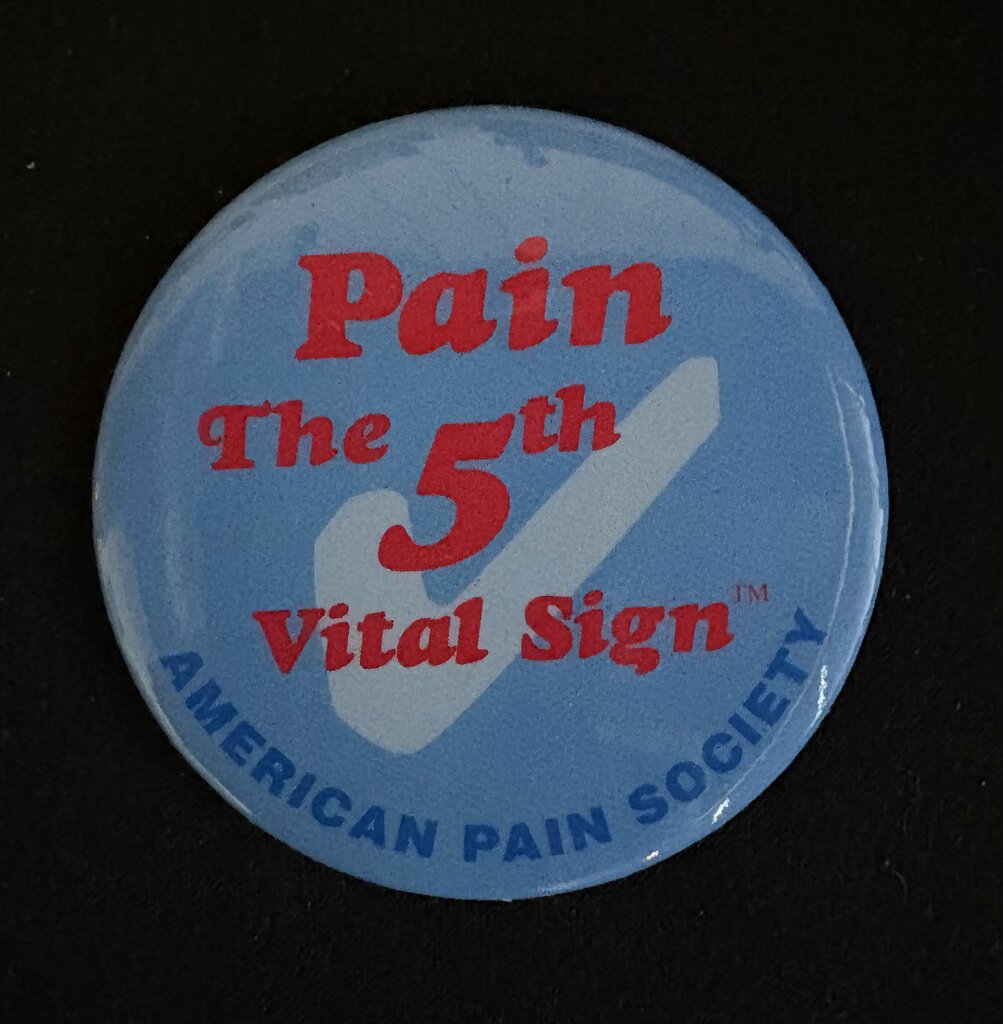 Pain
The 5th
Vital Sign™
AMERICAN PAIN SOCIETY